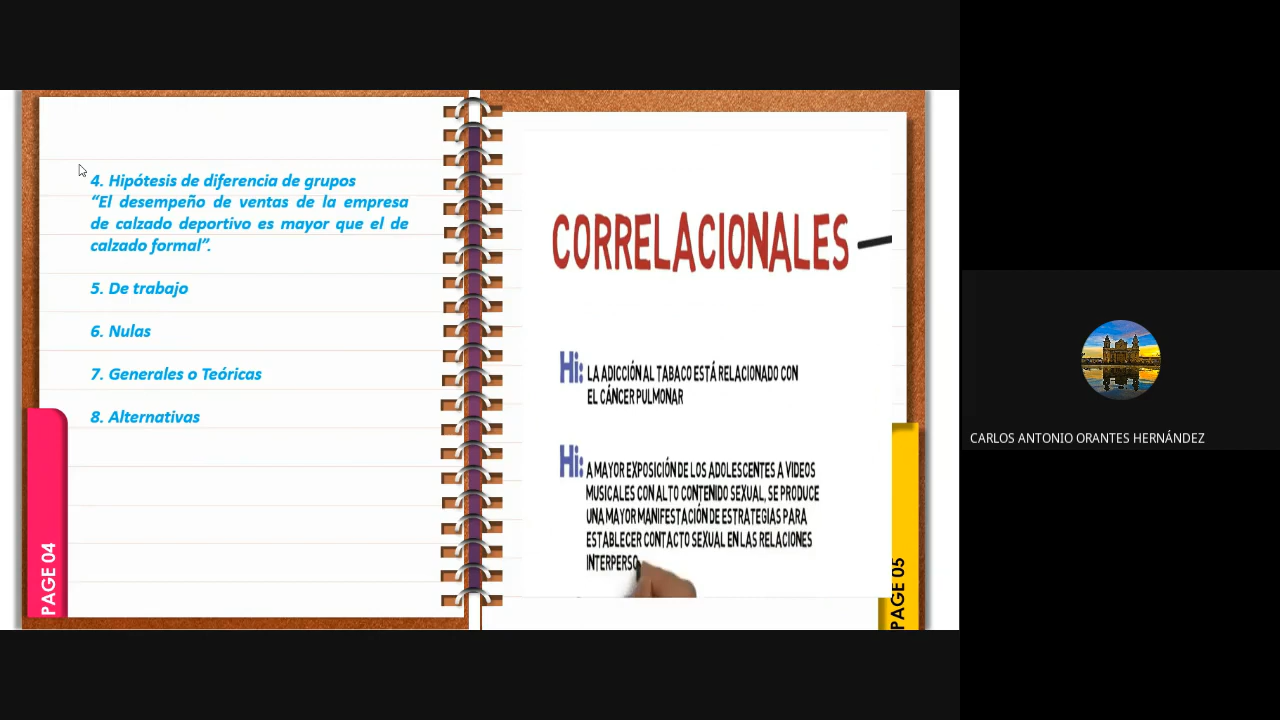 4. Hipótesis de diferencia de grupos
“El desempeño de ventas de la empresa
de calzado deportivo es mayor que el de
calzado formal”.
5. De trabajo
6. Nulas
7. Generales o Teóricas
8. Alternativas
PAGE 04
CORRELACIONALES
Hi: LA ADICCIÓN AL TABACO ESTÁ RELACIONADO CON
EL CÁNCER PULMONAR
Hi: A MAYOR EXPOSICIÓN DE LOS ADOLESCENTES A VIDEOS
MUSICALES CON ALTO CONTENIDO SEXUAL, SE PRODUCE
UNA MAYOR MANIFESTACIÓN DE ESTRATEGIAS PARA
ESTABLECER CONTACTO SEXUAL EN LAS RELACIONES
INTERPERSO
PAGE 05
CARLOS ANTONIO ORANTES HERNÁNDEZ